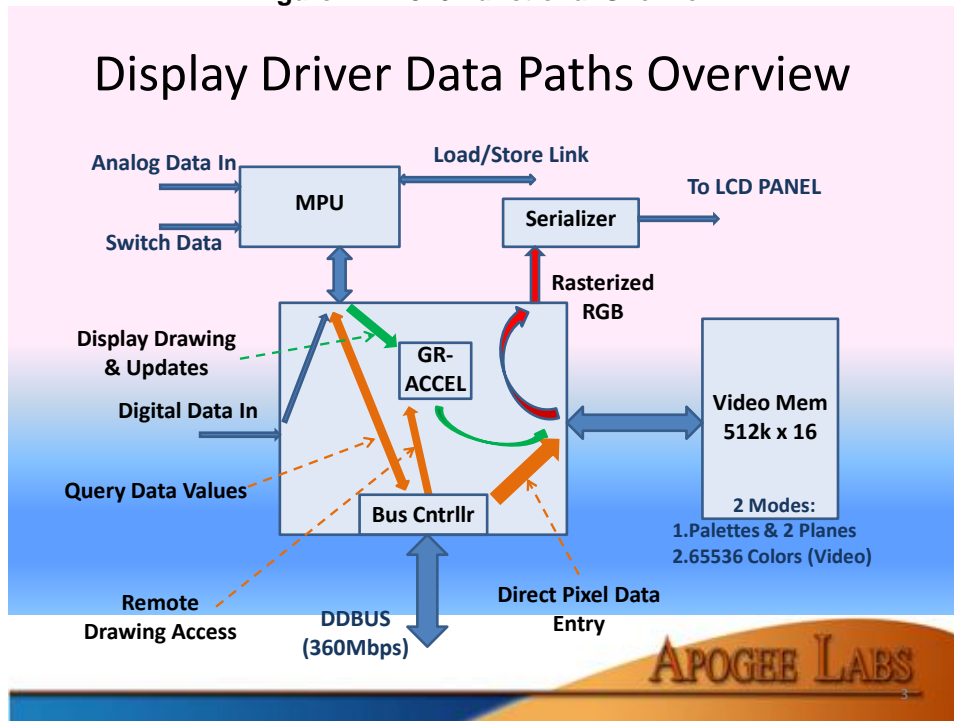 Display Driver Data Paths Overview
Analog Data In
Load/Store Link
MPU
To LCD PANEL
Serializer
Switch Data
Rasterized
RGB
Display Drawing
& Updates
GR-
ACCEL
Digital Data In
Video Mem
512k x 16
Query Data Values
Bus Cntrllr
2 Modes:
1.Palettes & 2 Planes
2.65536 Colors (Video)
Remote
Drawing Access
DDBUS
(360Mbps)
Direct Pixel Data
Entry
APOGEE LABS
3